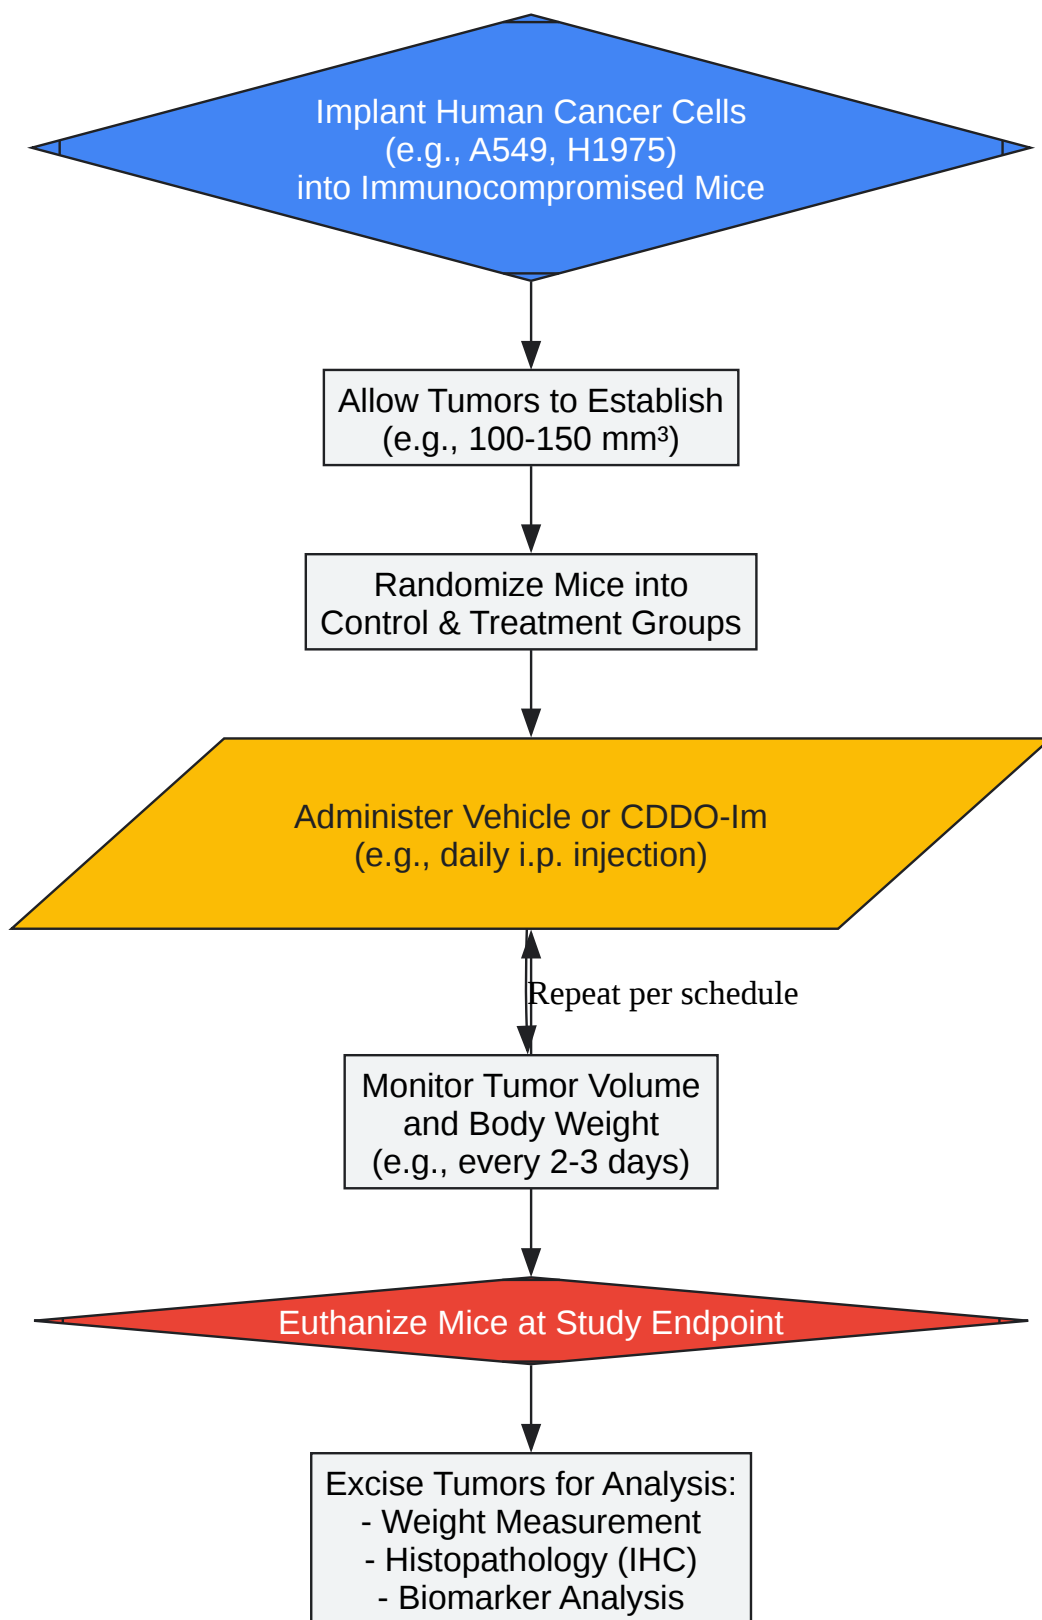 Implant Human Cancer Cells
(e.g., A549, H1975)
into Immunocompromised Mice
Allow Tumors to Establish
(e.g., 100-150 mm³)
Randomize Mice into
Control & Treatment Groups
Administer Vehicle or CDDO-Im
(e.g., daily i.p. injection)
Repeat per schedule
Monitor Tumor Volume
and Body Weight
(e.g., every 2-3 days)
Euthanize Mice at Study Endpoint
Excise Tumors for Analysis:
- Weight Measurement
- Histopathology (IHC)
- Biomarker Analysis